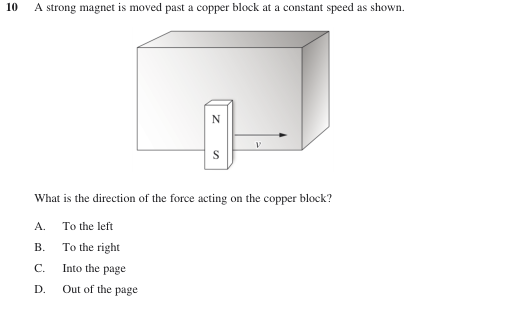 10 A strong magnet is moved past a copper block at a constant speed as shown.
N
v
S
What is the direction of the force acting on the copper block?
A. To the left
B. To the right
C. Into the page
D. Out of the page